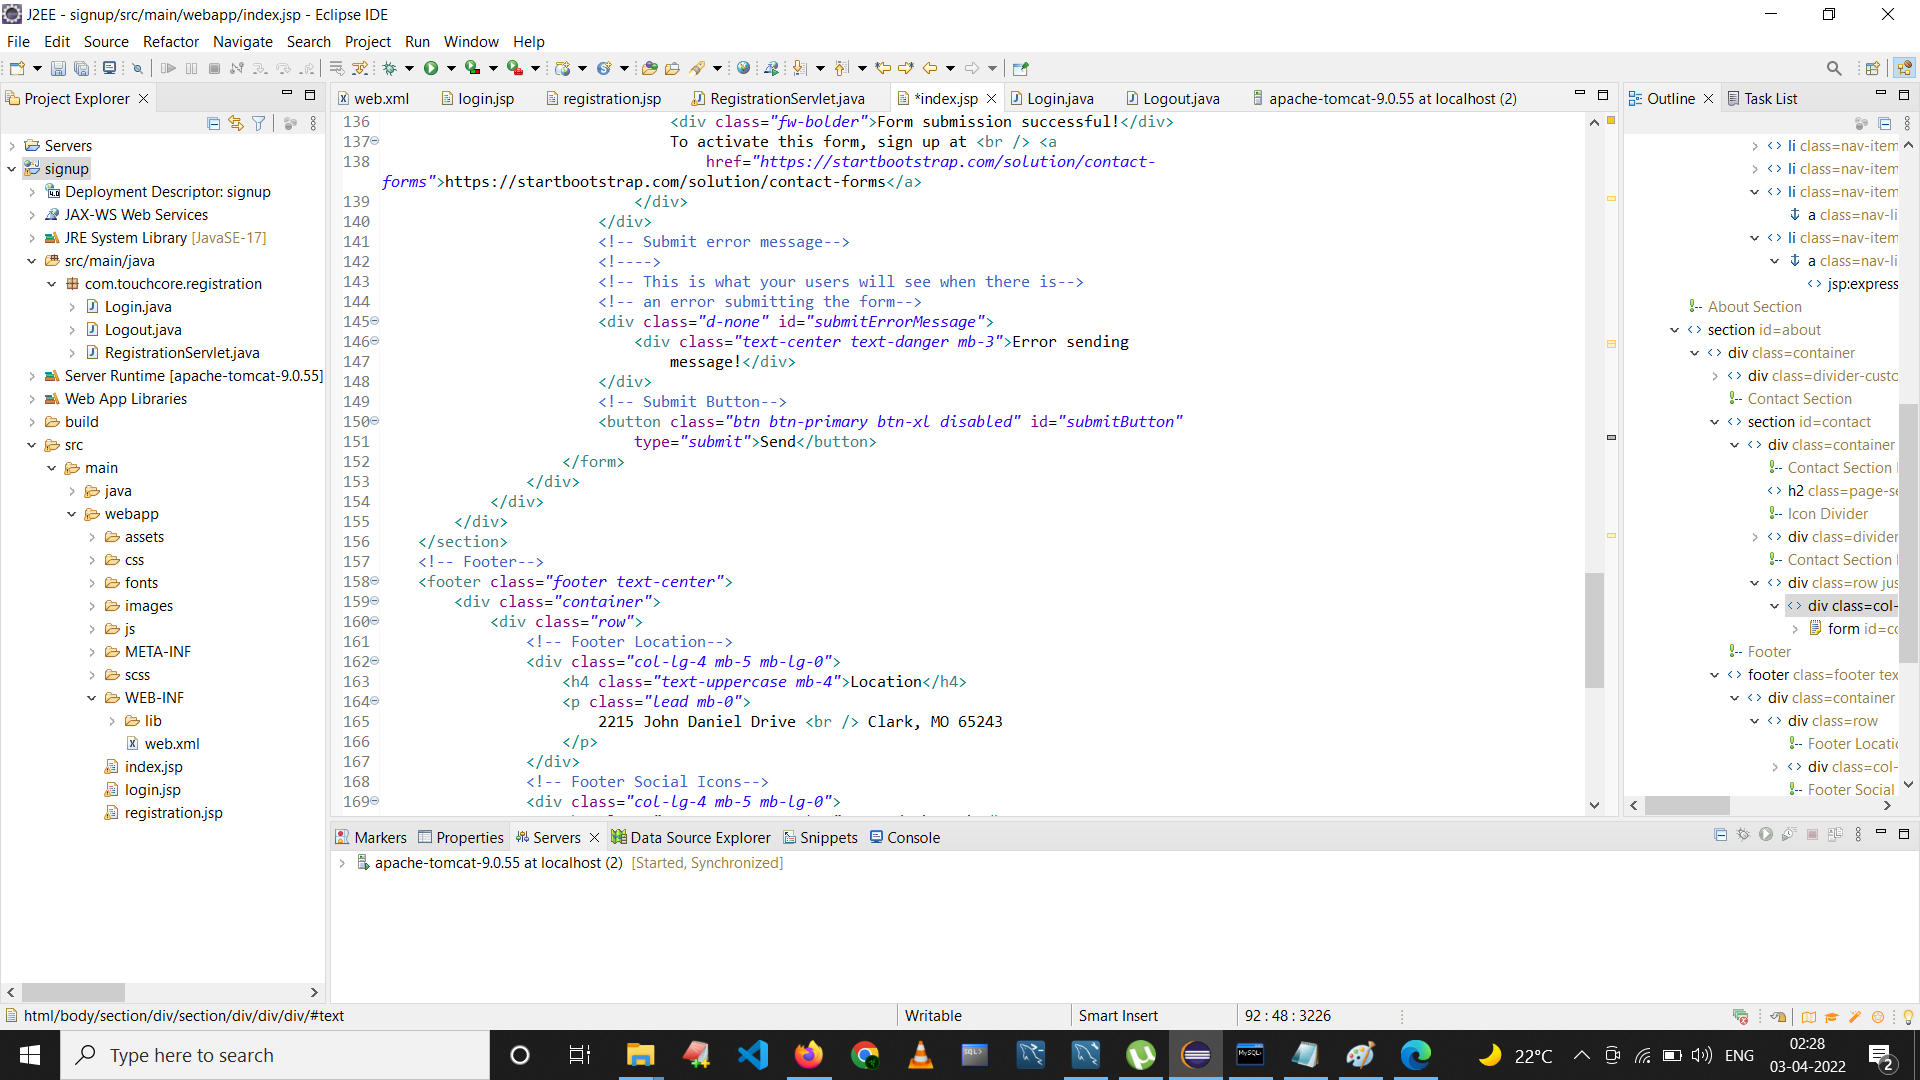 J2EE - signup/src/main/webapp/index.jsp - Eclipse IDE
File Edit Source Refactor Navigate Search Project Run Window Help
Project Explorer
Servers
signup
Deployment Descriptor: signup
JAX-WS Web Services
JRE System Library [JavaSE-17]
src/main/java
com.touchcore.registration
Login.java
Logout.java
RegistrationServlet.java
Server Runtime [apache-tomcat-9.0.55]
Web App Libraries
build
src
main
java
webapp
assets
css
fonts
images
js
META-INF
scss
WEB-INF
lib
web.xml
index.jsp
login.jsp
registration.jsp
web.xml login.jsp registration.jsp RegistrationServlet.java *index.jsp Login.java Logout.java apache-tomcat-9.0.55 at localhost (2)
136 <div class="fw-bolder">Form submission successful!</div>
137 To activate this form, sign up at <br /> <a
138 href="https://startbootstrap.com/solution/contact-
forms">https://startbootstrap.com/solution/contact-forms</a>
139 </div>
140 </div>
141 <!-- Submit error message-->
142 <!---->
143 <!-- This is what your users will see when there is-->
144 <!-- an error submitting the form-->
145 <div class="d-none" id="submitErrorMessage">
146 <div class="text-center text-danger mb-3">Error sending
147 message!</div>
148 </div>
149 <!-- Submit Button-->
150 <button class="btn btn-primary btn-xl disabled" id="submitButton"
151 type="submit">Send</button>
152 </form>
153 </div>
154 </div>
155 </div>
156 </section>
157 <!-- Footer-->
158 <footer class="footer text-center">
159 <div class="container">
160 <div class="row">
161 <!-- Footer Location-->
162 <div class="col-lg-4 mb-5 mb-lg-0">
163 <h4 class="text-uppercase mb-4">Location</h4>
164 <p class="lead mb-0">
165 2215 John Daniel Drive <br /> Clark, MO 65243
166 </p>
167 </div>
168 <!-- Footer Social Icons-->
169 <div class="col-lg-4 mb-5 mb-lg-0">
Outline Task List
li class=nav-item
li class=nav-item
li class=nav-item
a class=nav-li
li class=nav-item
a class=nav-li
jsp:express
About Section
section id=about
div class=container
div class=divider-custo
Contact Section
section id=contact
div class=container
Contact Section
h2 class=page-se
Icon Divider
div class=divider
Contact Section
div class=row jus
div class=col-
form id=co
Footer
footer class=footer tex
div class=container
div class=row
Footer Locatio
div class=col-
Footer Social
Markers Properties Servers Data Source Explorer Snippets Console
apache-tomcat-9.0.55 at localhost (2) [Started, Synchronized]
html/body/section/div/section/div/div/div/#text Writable Smart Insert 92 : 48 : 3226
Type here to search
SQL>
MySQL
22°C ENG
02:28
03-04-2022
2